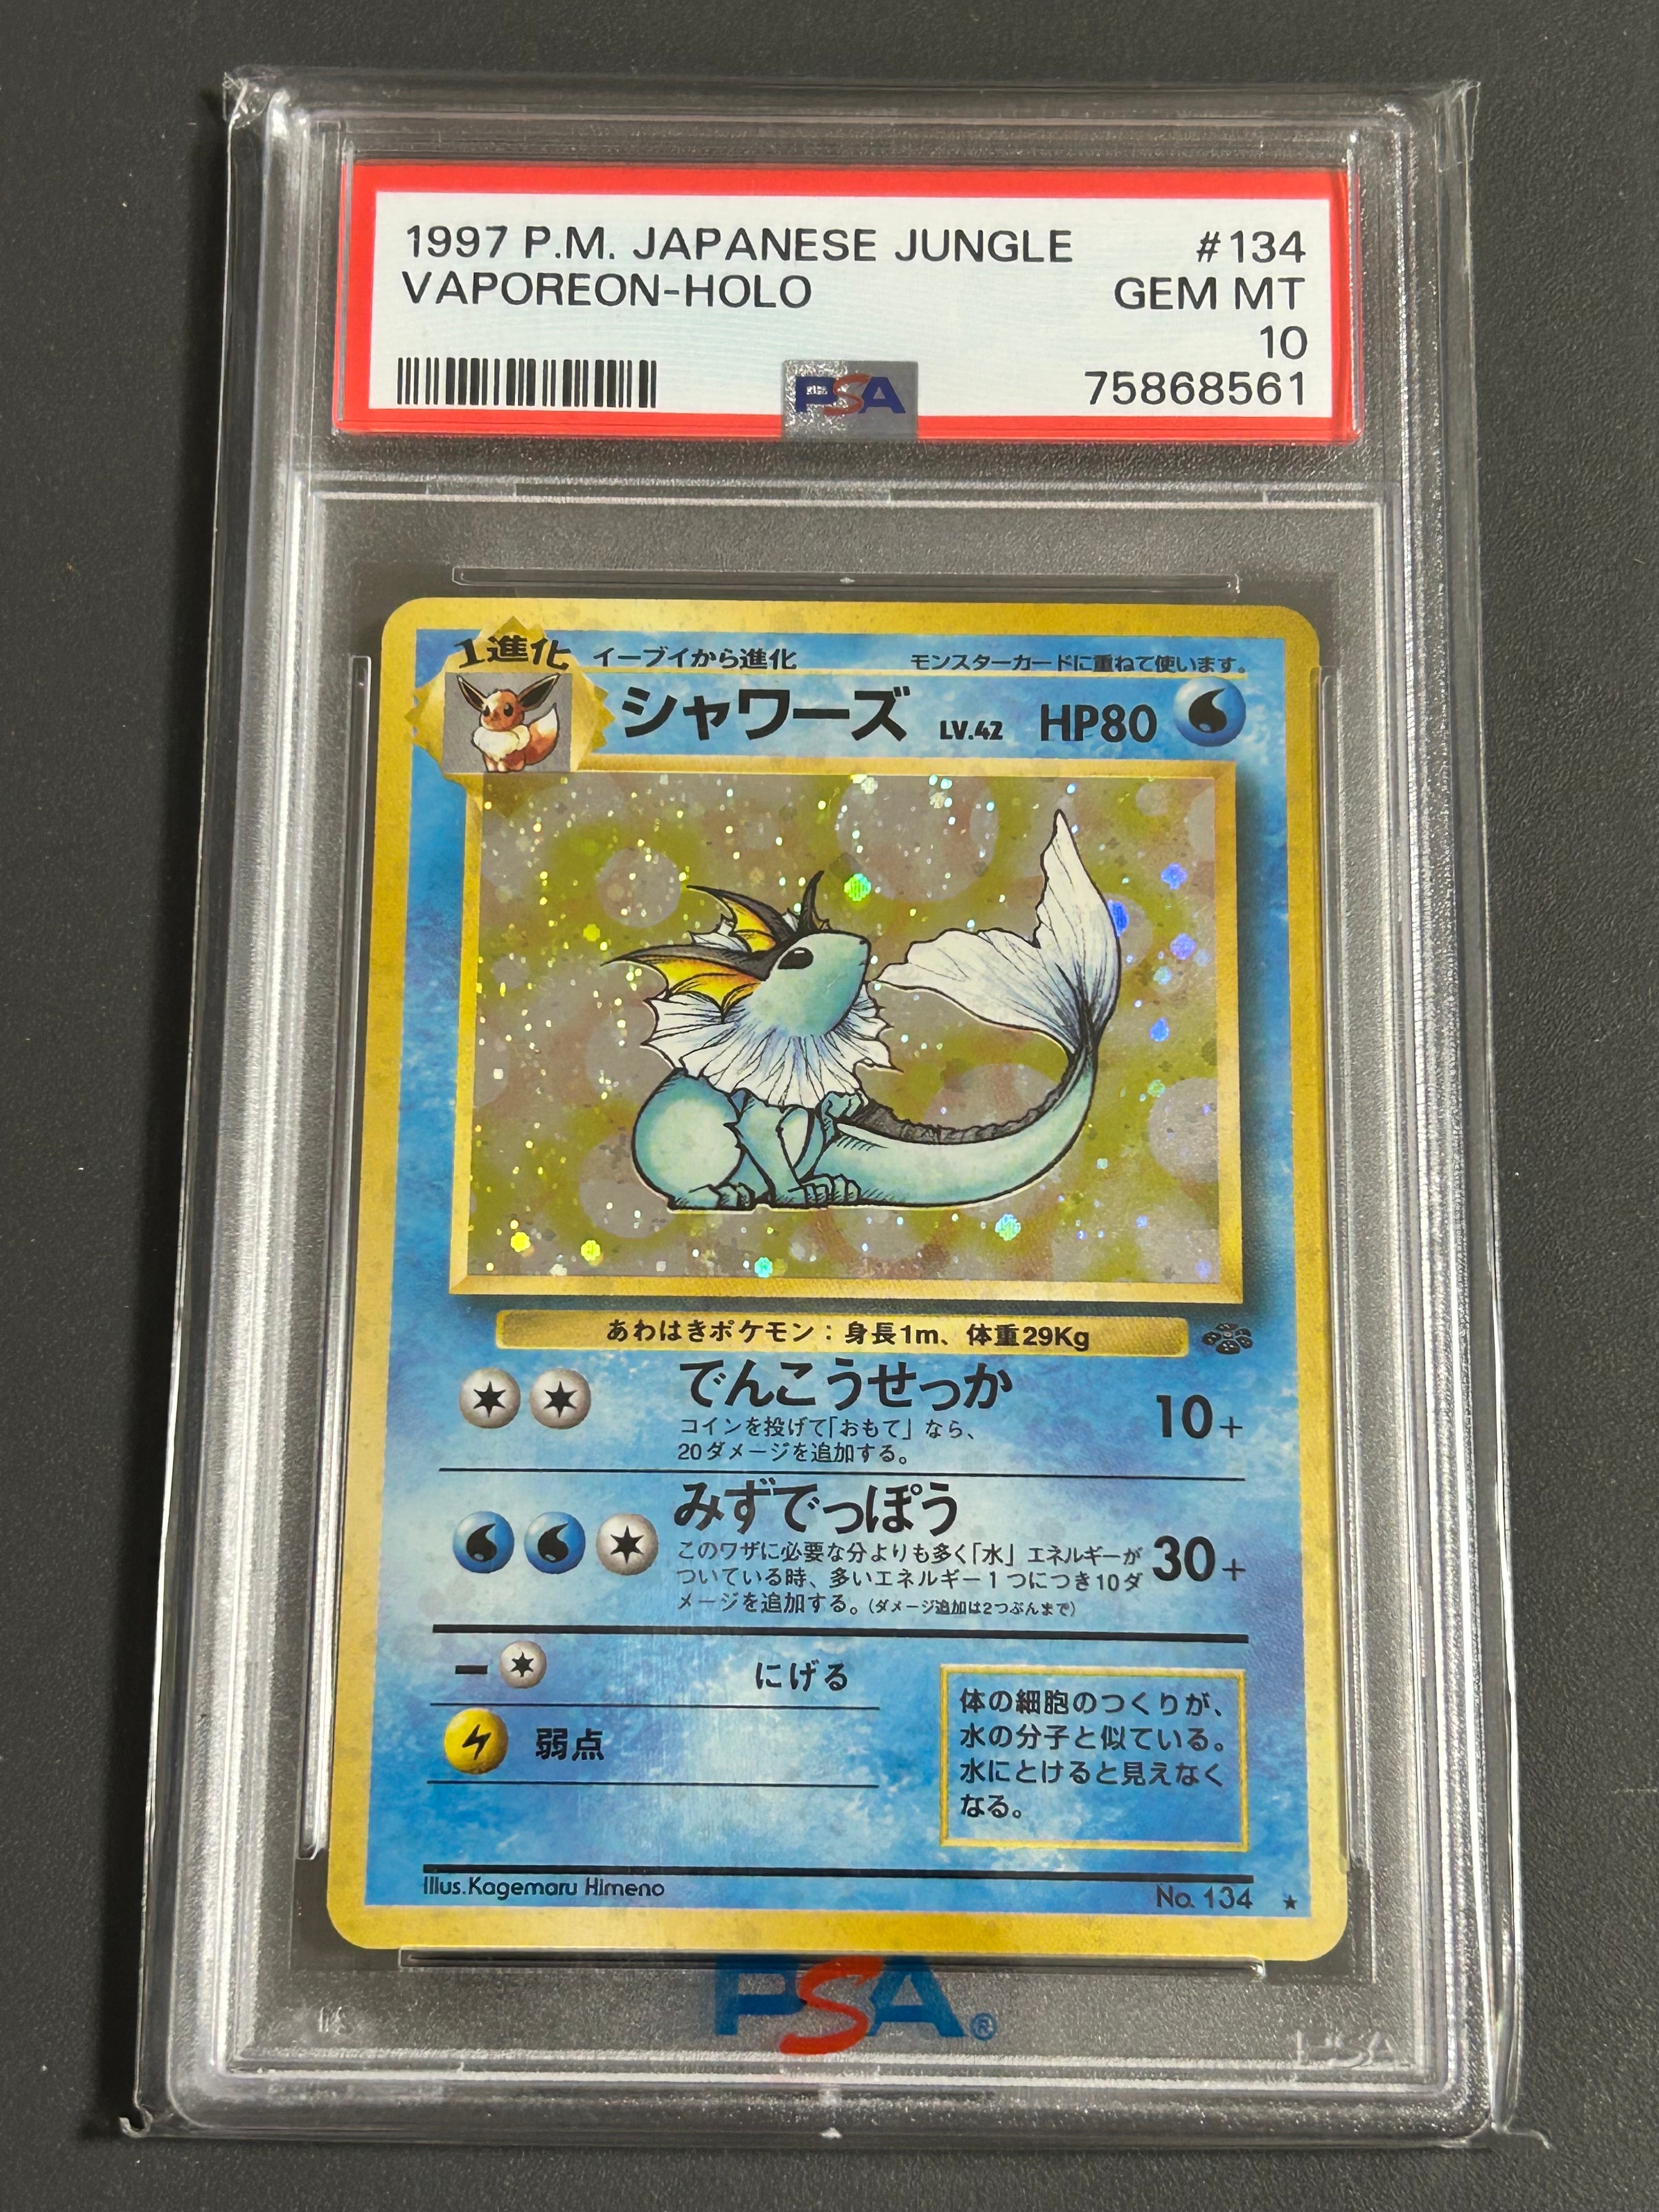 1997 P.M. JAPANESE JUNGLE #134
VAPOREON-HOLO GEM MT
10
PSA 75868561
1進化 イーブイから進化 モンスターカードに重ねて使います。
シャワーズ LV.42 HP80
あわはきポケモン：身長1m、体重29Kg
でんこうせっか 10+
コインを投げて「おもて」なら、
20ダメージを追加する。
みずでっぽう 30+
このワザに必要な分よりも多く「水」エネルギーが
ついている時、多いエネルギー1つにつき10ダ
メージを追加する。(ダメージ追加は2つぶんまで)
ー にげる
弱点
体の細胞のつくりが、
水の分子と似ている。
水にとけると見えなく
なる。
Illus.Kagemaru Himeno No. 134 ★
PSA®
PSA